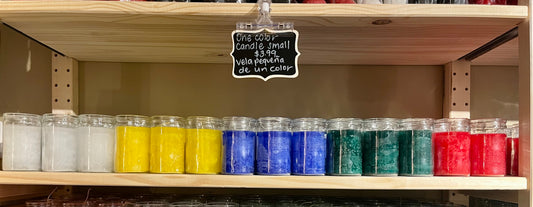 One color
Candle small
$3.99
Vela pequeña
de un color